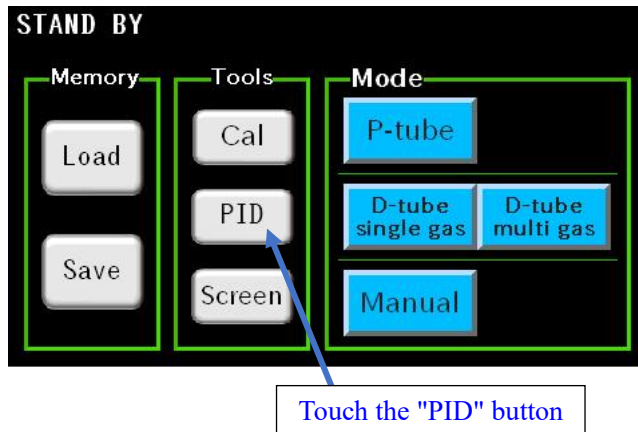 STAND BY
Memory
Load
Save
Tools
Cal
PID
Screen
Mode
P-tube
D-tube
single gas
D-tube
multi gas
Manual
Touch the "PID" button